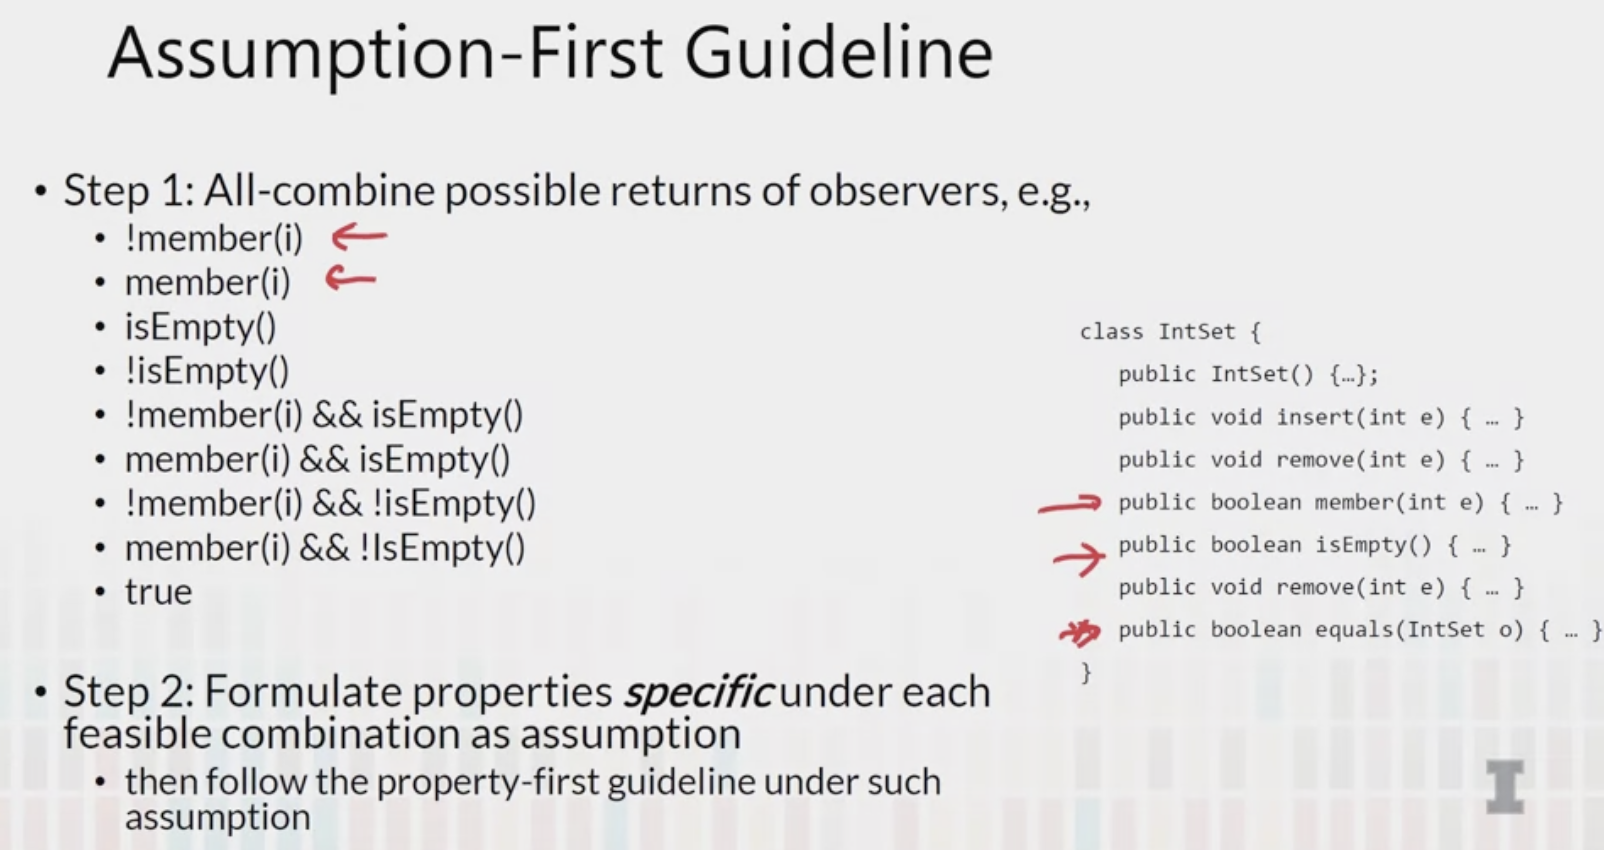 Assumption-First Guideline
• Step 1: All-combine possible returns of observers, e.g.,
• !member(i)
• member(i)
• isEmpty()
• !isEmpty()
• !member(i) && isEmpty()
• member(i) && isEmpty()
• !member(i) && !isEmpty()
• member(i) && !IsEmpty()
• true
• Step 2: Formulate properties specific under each
feasible combination as assumption
• then follow the property-first guideline under such
assumption
class IntSet {
public IntSet() {…};
public void insert(int e) { … }
public void remove(int e) { … }
public boolean member(int e) { … }
public boolean isEmpty() { … }
public void remove(int e) { … }
public boolean equals(IntSet o) { … }
}
I